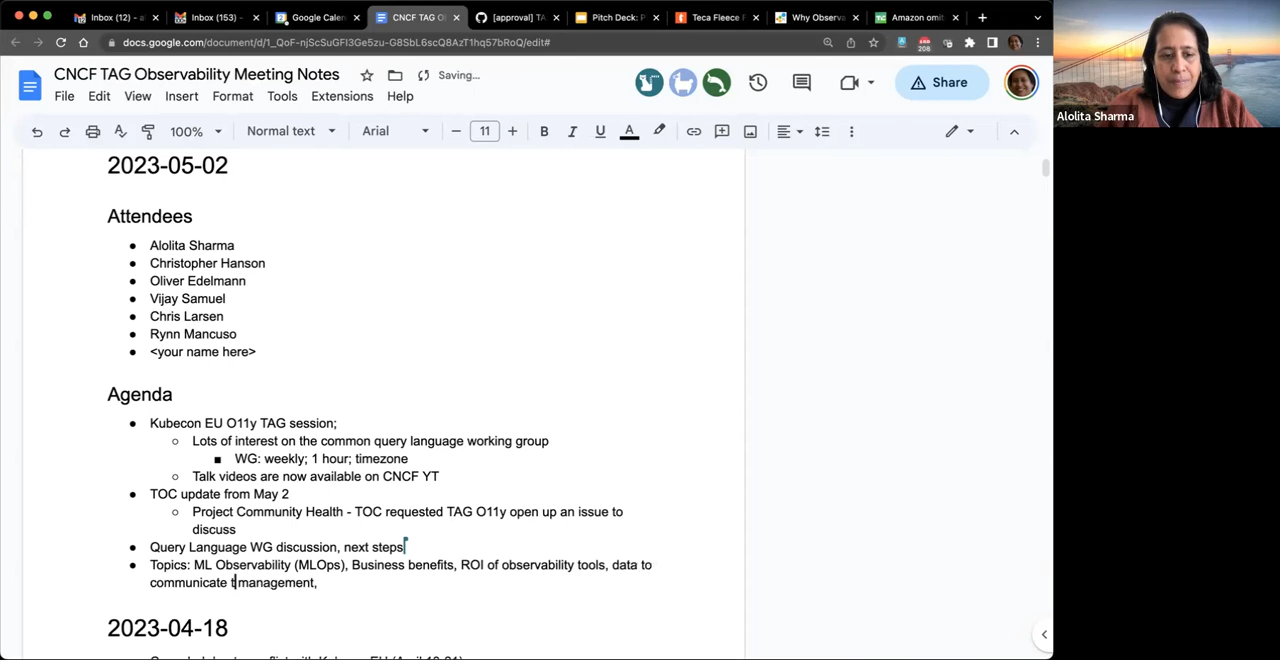 Inbox (12) - a
Inbox (153) -
Google Cale
CNCF TAG O
[approval] TA
Pitch Deck: P
Teca Fleece F
Why Observa
Amazon omit
docs.google.com/document/d/1_QoF-njScSuGFI3Ge5zu-G8SbL6scQ8AzT1hq57bRoQ/edit#
208
CNCF TAG Observability Meeting Notes
Saving...
File Edit View Insert Format Tools Extensions Help
Share
100%
Normal text
Arial
11
B I U A
2023-05-02
Attendees
Alolita Sharma
Christopher Hanson
Oliver Edelmann
Vijay Samuel
Chris Larsen
Rynn Mancuso
<your name here>
Agenda
Kubecon EU O11y TAG session;
Lots of interest on the common query language working group
WG: weekly; 1 hour; timezone
Talk videos are now available on CNCF YT
TOC update from May 2
Project Community Health - TOC requested TAG O11y open up an issue to
discuss
Query Language WG discussion, next steps
Topics: ML Observability (MLOps), Business benefits, ROI of observability tools, data to
communicate t management,
2023-04-18
Alolita Sharma